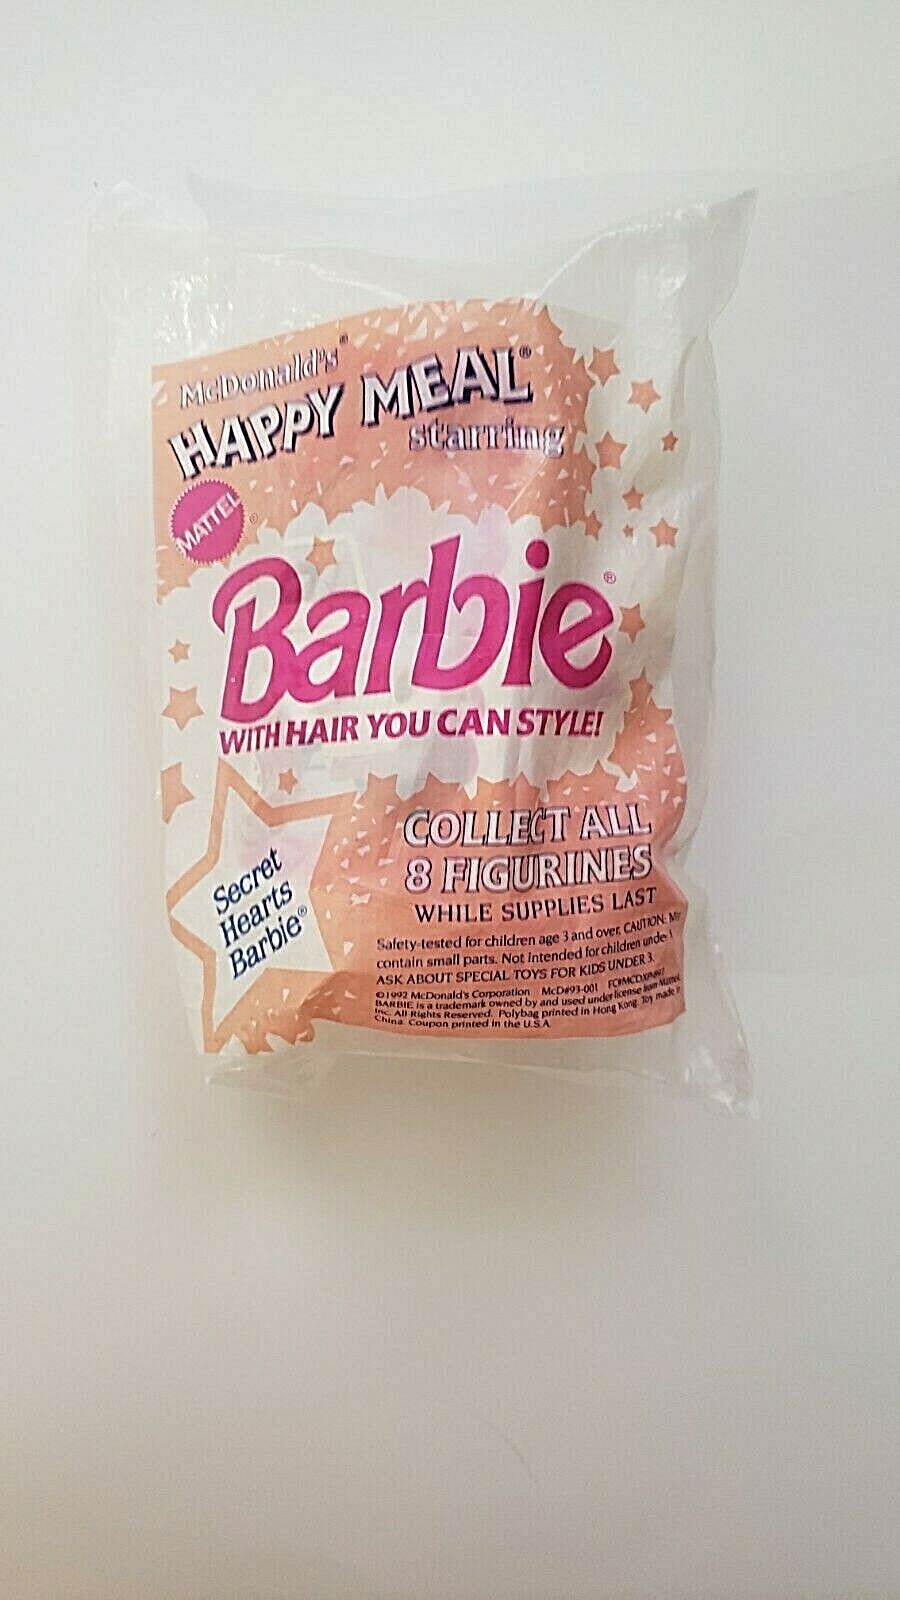 McDonald's®
HAPPY MEAL®
starring
MATTEL
®
Barbie®
WITH HAIR YOU CAN STYLE!
Secret
Hearts
Barbie®
COLLECT ALL
8 FIGURINES
WHILE SUPPLIES LAST
Safety-tested for children age 3 and over. CAUTION:
contain small parts. Not intended for children under
ASK ABOUT SPECIAL TOYS FOR KIDS UNDER 3.
©1992 McDonald's Corporation McD#93-001
BARBIE is a trademark owned by and used under license from Mattel,
Inc. All Rights Reserved. Polybag printed in Hong Kong. Toy made in
China. Coupon printed in the U.S.A.